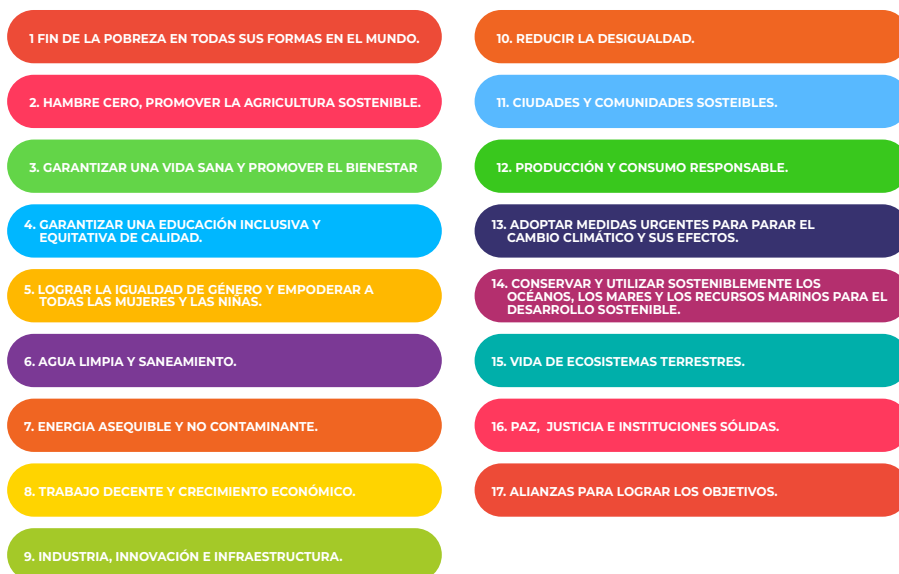 1 FIN DE LA POBREZA EN TODAS SUS FORMAS EN EL MUNDO.
2. HAMBRE CERO, PROMOVER LA AGRICULTURA SOSTENIBLE.
3. GARANTIZAR UNA VIDA SANA Y PROMOVER EL BIENESTAR
4. GARANTIZAR UNA EDUCACIÓN INCLUSIVA Y
EQUITATIVA DE CALIDAD.
5. LOGRAR LA IGUALDAD DE GÉNERO Y EMPODERAR A
TODAS LAS MUJERES Y LAS NIÑAS.
6. AGUA LIMPIA Y SANEAMIENTO.
7. ENERGIA ASEQUIBLE Y NO CONTAMINANTE.
8. TRABAJO DECENTE Y CRECIMIENTO ECONÓMICO.
9. INDUSTRIA, INNOVACIÓN E INFRAESTRUCTURA.
10. REDUCIR LA DESIGUALDAD.
11. CIUDADES Y COMUNIDADES SOSTEIBLES.
12. PRODUCCIÓN Y CONSUMO RESPONSABLE.
13. ADOPTAR MEDIDAS URGENTES PARA PARAR EL
CAMBIO CLIMÁTICO Y SUS EFECTOS.
14. CONSERVAR Y UTILIZAR SOSTENIBLEMENTE LOS
OCÉANOS, LOS MARES Y LOS RECURSOS MARINOS PARA EL
DESARROLLO SOSTENIBLE.
15. VIDA DE ECOSISTEMAS TERRESTRES.
16. PAZ, JUSTICIA E INSTITUCIONES SÓLIDAS.
17. ALIANZAS PARA LOGRAR LOS OBJETIVOS.